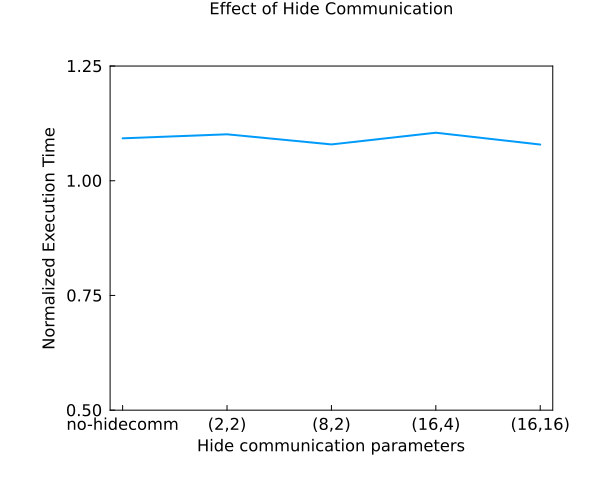 Effect of Hide Communication
1.25
1.00
0.75
0.50
Normalized Execution Time
no-hidecomm (2,2) (8,2) (16,4) (16,16)
Hide communication parameters